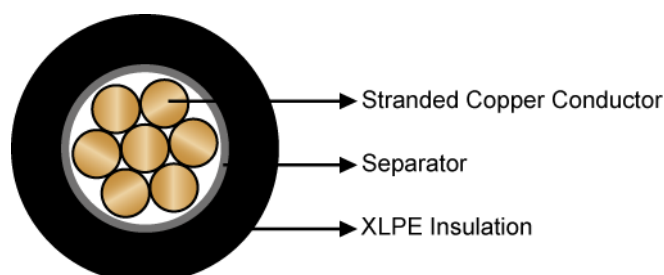 Stranded Copper Conductor
Separator
XLPE Insulation